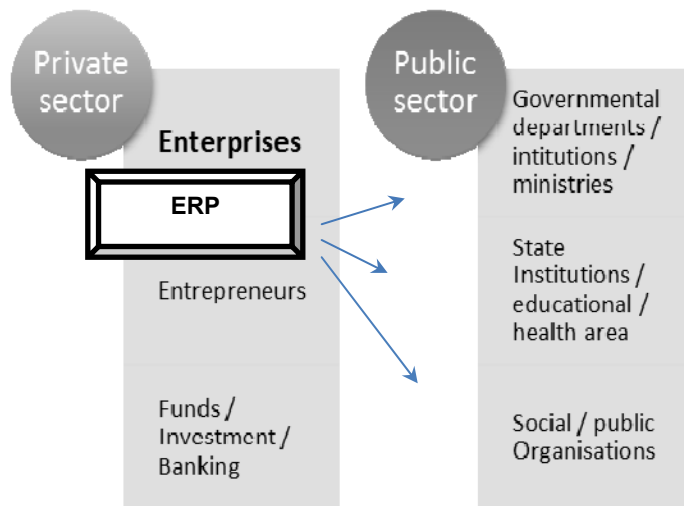 Private
sector
Enterprises
ERP
Entrepreneurs
Funds /
Investment /
Banking
Public
sector
Governmental
departments /
intitutions /
ministries
State
Institutions /
educational /
health area
Social / public
Organisations